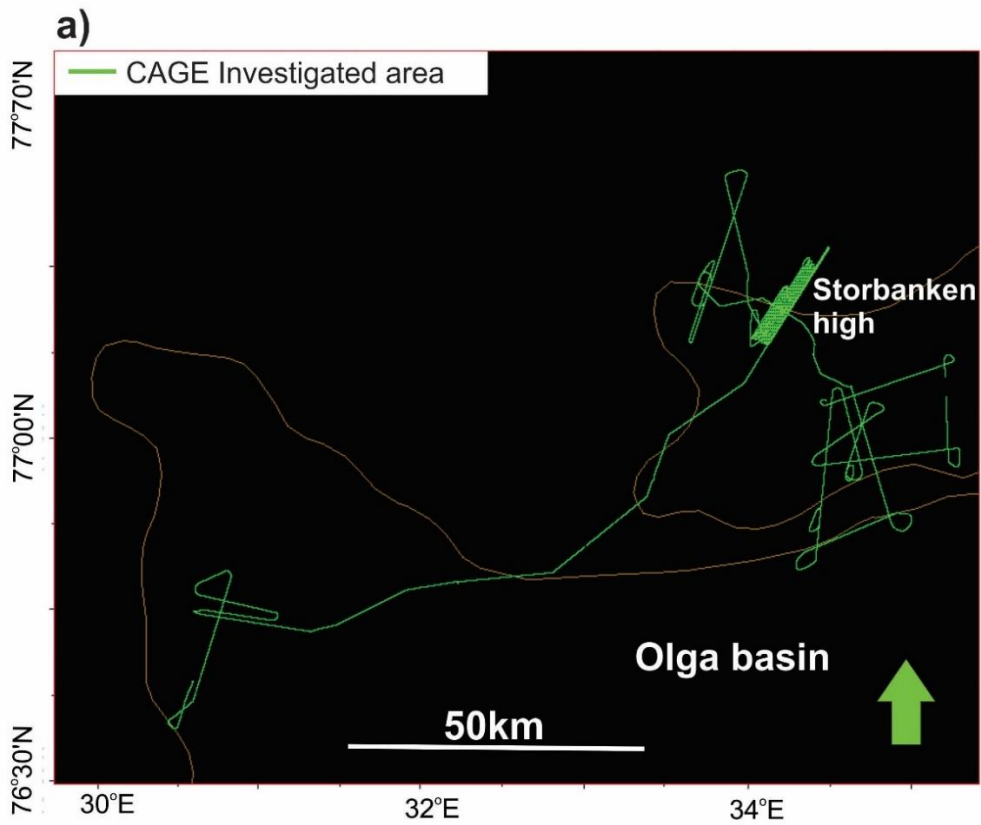 a)
CAGE Investigated area
77°70'N
Storbanken
high
77°00'N
Olga basin
50km
76°30'N
30°E
32°E
34°E